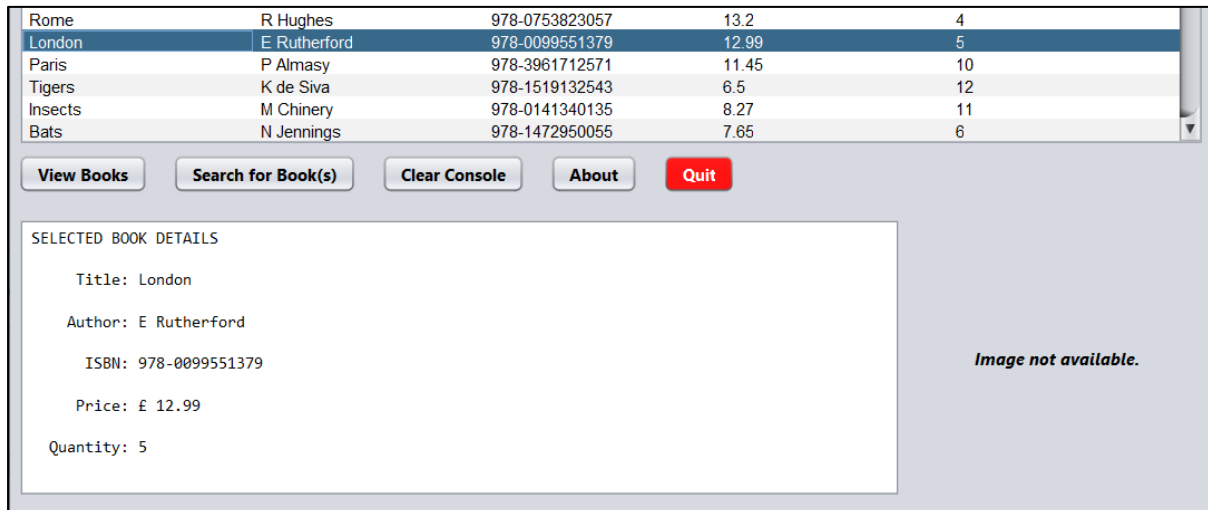 Rome R Hughes 978-0753823057 13.2 4
London E Rutherford 978-0099551379 12.99 5
Paris P Almasy 978-3961712571 11.45 10
Tigers K de Siva 978-1519132543 6.5 12
Insects M Chinery 978-0141340135 8.27 11
Bats N Jennings 978-1472950055 7.65 6
View Books Search for Book(s) Clear Console About Quit
SELECTED BOOK DETAILS
Title: London
Author: E Rutherford
ISBN: 978-0099551379
Image not available.
Price: £ 12.99
Quantity: 5